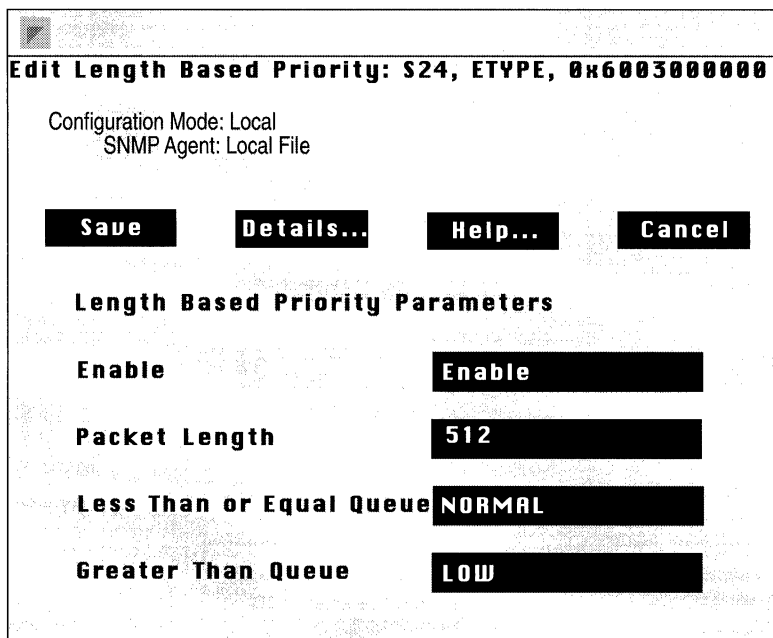 Edit Length Based Priority: S24, ETYPE, 0x6003000000
Configuration Mode: Local
SNMP Agent: Local File
Save Details... Help... Cancel
Length Based Priority Parameters
Enable Enable
Packet Length 512
Less Than or Equal Queue NORMAL
Greater Than Queue LOW